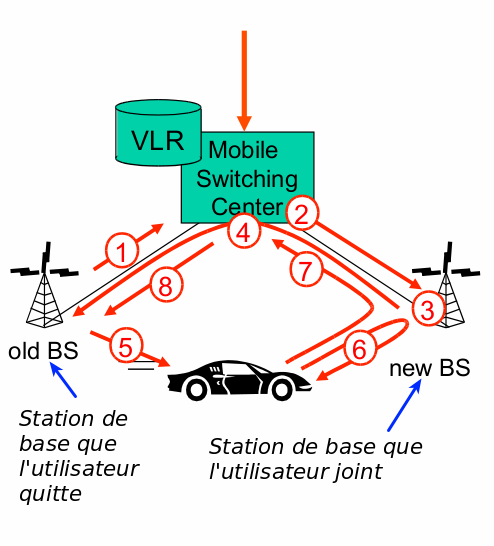 VLR
Mobile
Switching
Center
1
2
3
4
5
6
7
8
old BS
new BS
Station de
base que
l'utilisateur
quitte
Station de base que
l'utilisateur joint